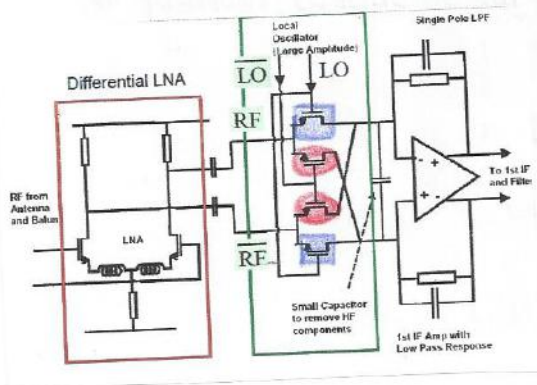 Single Pole LPF
Local
Oscillator
(Large Amplitude)
LO
LO
Differential LNA
RF
RF from
Antenna
and Balun
LNA
To 1st IF
and Filter
RF
Small Capacitor
to remove HF
components
1st IF Amp with
Low Pass Response
- +
+ -